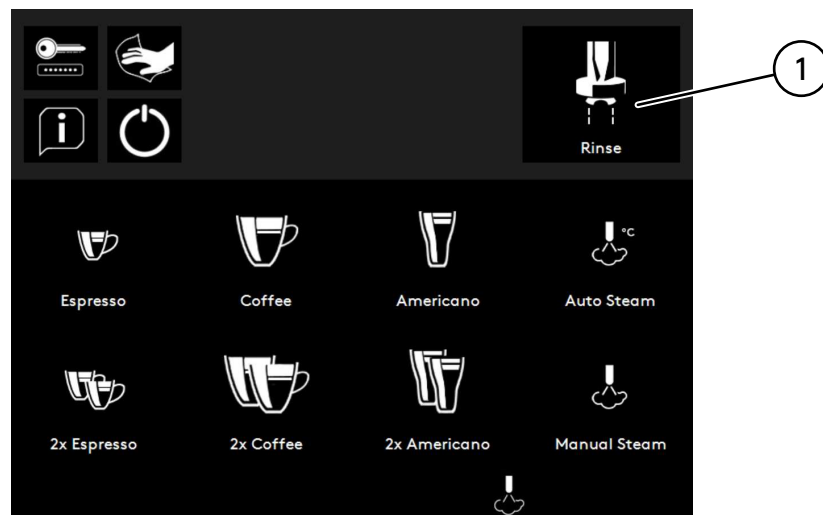 1
i
Rinse
°C
Espresso
Coffee
Americano
Auto Steam
2x Espresso
2x Coffee
2x Americano
Manual Steam